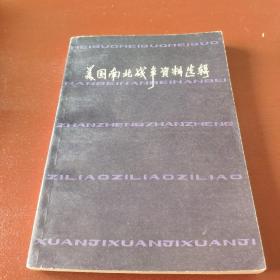 MEIGUOMEIGUOMEIGUO
美国南北战争资料选辑
NANBEINANBEINANBEI
ZHANZHENGZHANZHENG
ZILIAOZILIAOZILIAO
XUANJIXUANJIXUANJI